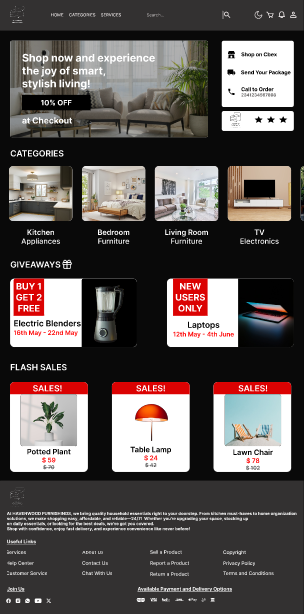 HOME CATEGORIES SERVICES Search...
Shop now and experience
the joy of smart,
stylish living!
10% OFF
at Checkout
Shop on Cbex
Send Your Package
Call to Order
CATEGORIES
Kitchen
Appliances
Bedroom
Furniture
Living Room
Furniture
TV
Electronics
GIVEAWAYS
BUY 1
GET 2
FREE
Electric Blenders
16th May - 22nd May
NEW
USERS
ONLY
Laptops
12th May - 4th June
FLASH SALES
SALES!
Potted Plant
$ 59
$ 70
SALES!
Table Lamp
$ 24
$ 42
SALES!
Lawn Chair
$ 78
$ 102
At HAVENWOOD FURNISHINGS, we bring quality household essentials right to your doorstep. From kitchen must-haves to home organization
solutions, we make shopping easy, affordable, and reliable—24/7! Whether you're upgrading your space, stocking up
on daily essentials, or looking for the best deals, we've got you covered.
Shop with confidence, enjoy fast delivery, and experience convenience like never before!
Useful Links
Services
About us
Sell a Product
Copyright
Help Center
Contact Us
Report a Product
Privacy Policy
Customer Service
Chat With Us
Return a Product
Terms and Conditions
Join Us
Available Payment and Delivery Options